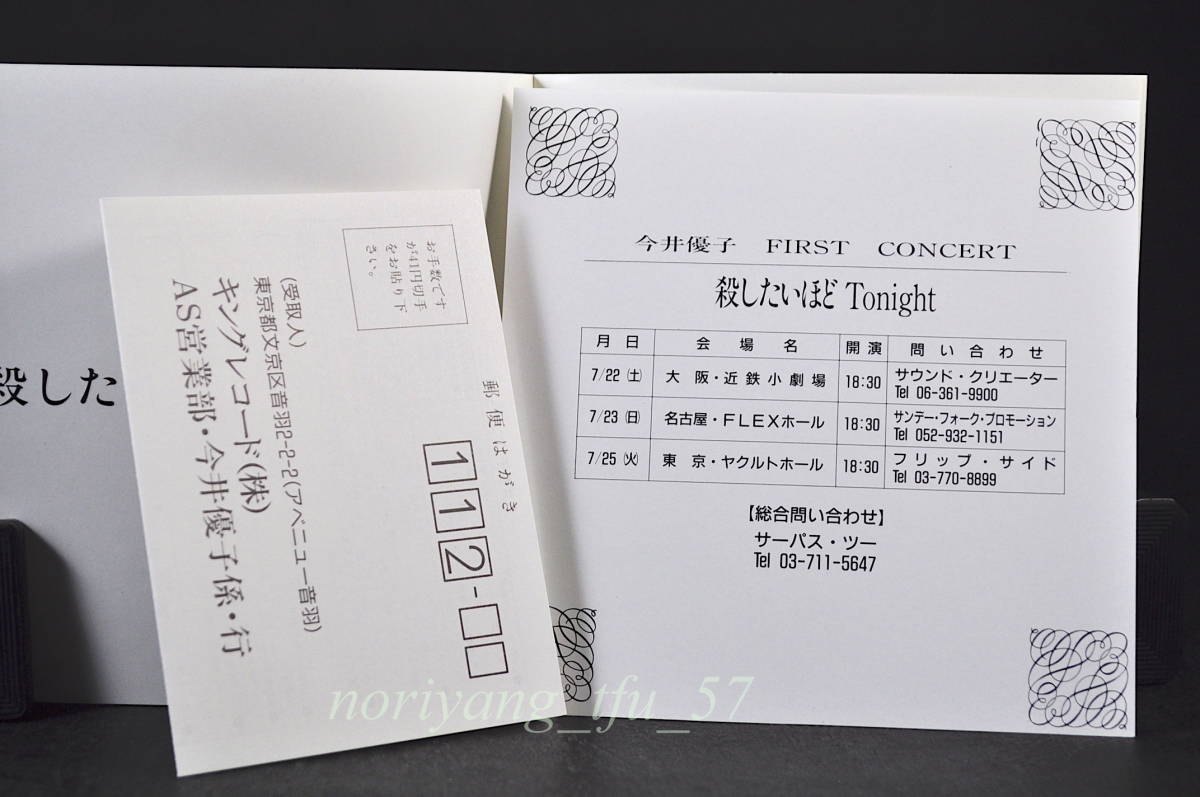 殺した
お手数です
が41円切手
をお貼り下
さい。
郵便はがき
112-
(受取人)
東京都文京区音羽2-2-2(アベニュー音羽)
キングレコード(株)
AS営業部・今井優子係・行
今井優子 FIRST CONCERT
殺したいほど Tonight
月 日 会 場 名 開 演 問 い 合 わ せ
7/22 (土) 大 阪・近 鉄 小 劇 場 18:30 サウンド・クリエーター
Tel 06-361-9900
7/23 (日) 名古屋・FLEXホール 18:30 サンデー・フォーク・プロモーション
Tel 052-932-1151
7/25 (火) 東 京・ヤクルトホール 18:30 フリップ・サイド
Tel 03-770-8899
【総合問い合わせ】
サーパス・ツー
Tel 03-711-5647
noriyang_tfu_57